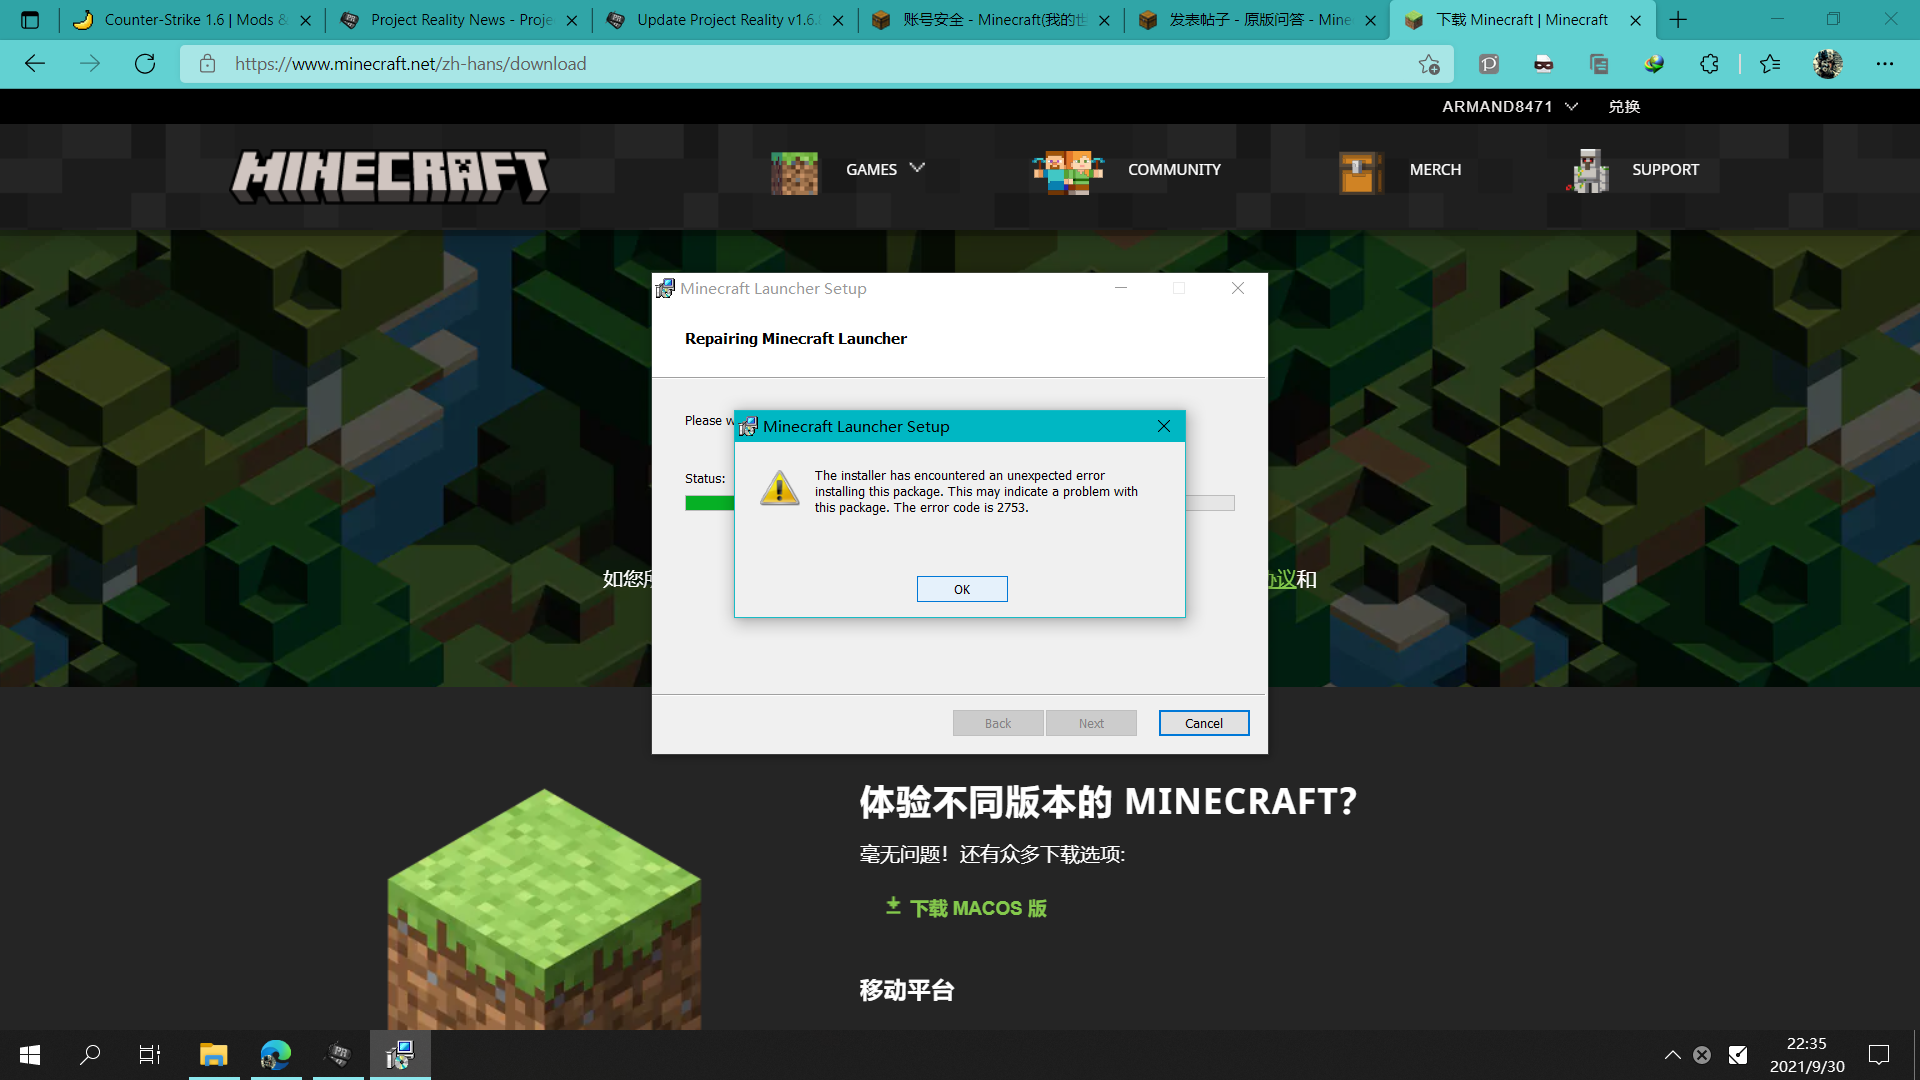 Counter-Strike 1.6 | Mods &
Project Reality News - Proje
Update Project Reality v1.6.
账号安全 - Minecraft(我的世
发表帖子 - 原版问答 - Mine
下载 Minecraft | Minecraft
https://www.minecraft.net/zh-hans/download
ARMAND8471
兑换
MINECRAFT
GAMES
COMMUNITY
MERCH
SUPPORT
Minecraft Launcher Setup
Repairing Minecraft Launcher
Please w
Status:
Minecraft Launcher Setup
The installer has encountered an unexpected error
installing this package. This may indicate a problem with
this package. The error code is 2753.
OK
如您所
协议和
Back
Next
Cancel
体验不同版本的 MINECRAFT?
毫无问题！还有众多下载选项:
下载 MACOS 版
移动平台
PR
22:35
2021/9/30